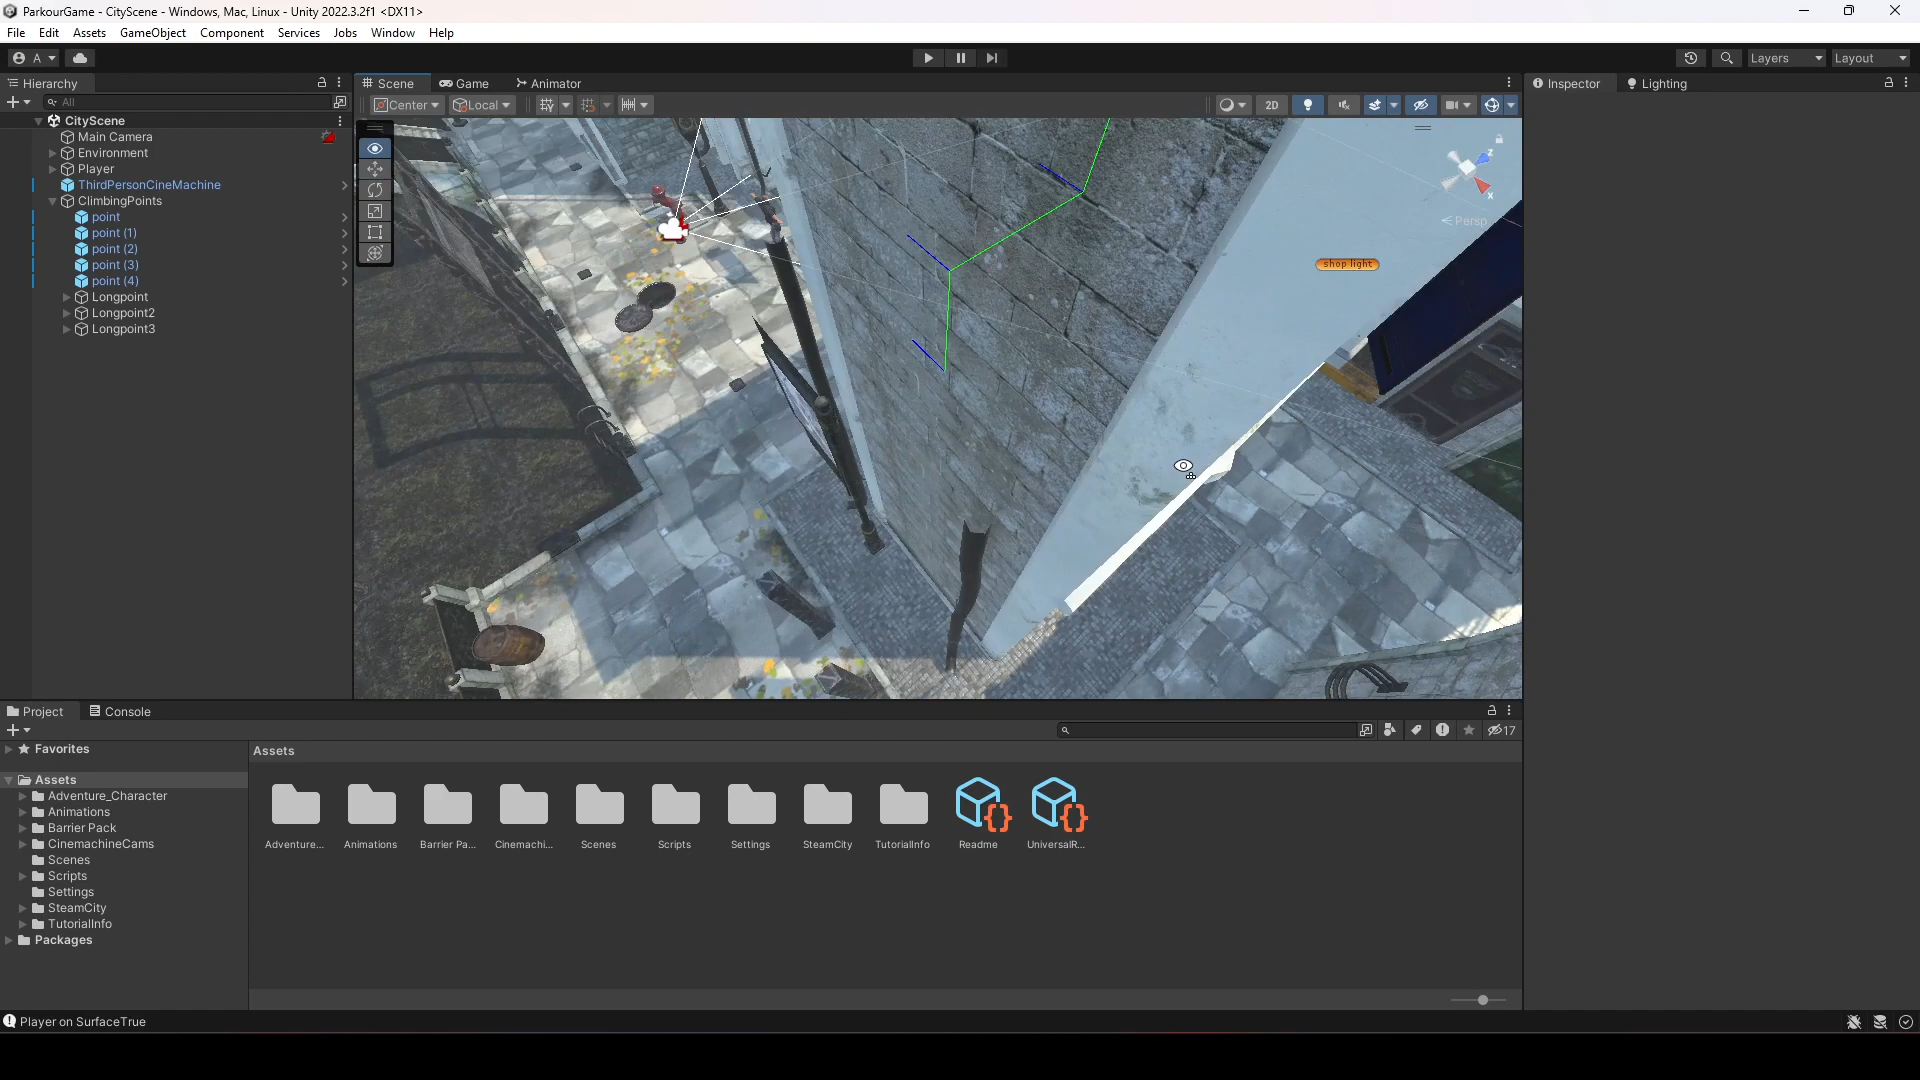 ParkourGame - CityScene - Windows, Mac, Linux - Unity 2022.3.2f1 <DX11>
File Edit Assets GameObject Component Services Jobs Window Help
A Layers Layout
Hierarchy Scene Game Animator Inspector Lighting
All Center Local 2D
CityScene
Main Camera
Environment
Player
ThirdPersonCineMachine
ClimbingPoints
point
point (1)
point (2)
point (3)
point (4)
Longpoint
Longpoint2
Longpoint3
Y
z
x
Persp
shop light
Project Console
17
Favorites
Assets
Adventure_Character
Animations
Barrier Pack
CinemachineCams
Scenes
Scripts
Settings
SteamCity
TutorialInfo
Packages
Assets
Adventure... Animations Barrier Pa... Cinemachi... Scenes Scripts Settings SteamCity TutorialInfo Readme UniversalR...
Player on SurfaceTrue